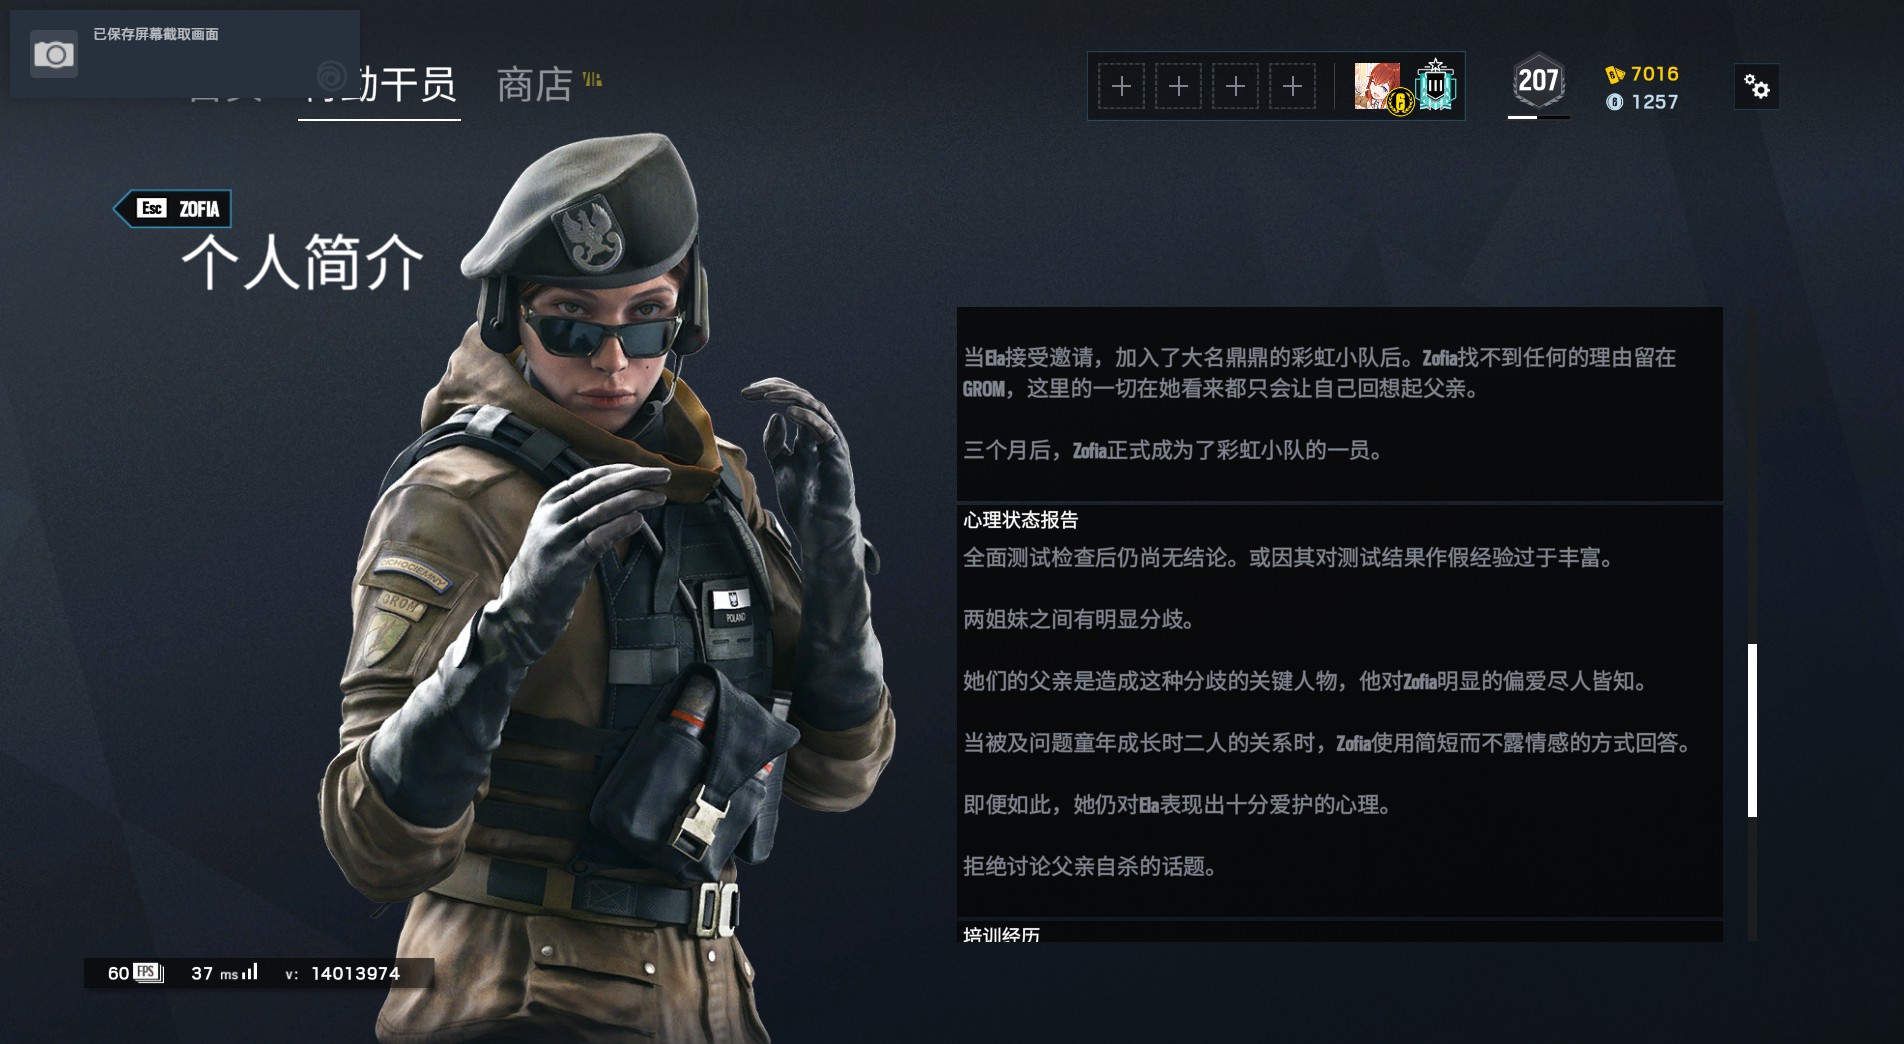 已保存屏幕截取画面
行动干员
商店
207
7016
1257
Esc ZOFIA
个人简介
当Ela接受邀请，加入了大名鼎鼎的彩虹小队后。Zofia找不到任何的理由留在
GROM，这里的一切在她看来都只会让自己回想起父亲。
三个月后，Zofia正式成为了彩虹小队的一员。
心理状态报告
全面测试检查后仍尚无结论。或因其对测试结果作假经验过于丰富。
两姐妹之间有明显分歧。
她们的父亲是造成这种分歧的关键人物，他对Zofia明显的偏爱尽人皆知。
当被及问题童年成长时二人的关系时，Zofia使用简短而不露情感的方式回答。
即便如此，她仍对Ela表现出十分爱护的心理。
拒绝讨论父亲自杀的话题。
培训经历
GROM
POLAND
60 FPS 37 ms v: 14013974